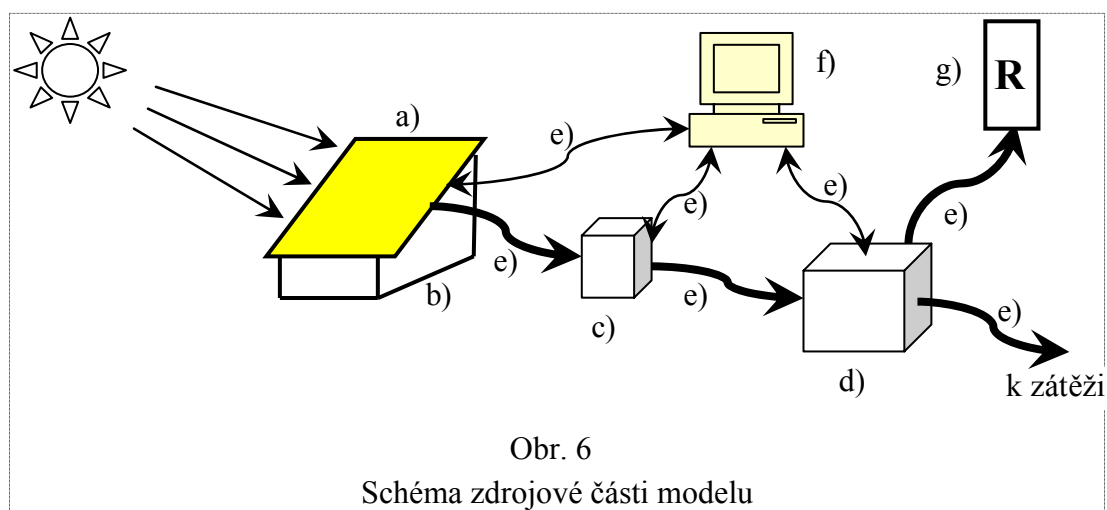 f)
g)
R
a)
e)
e)
e)
e)
e)
b)
e)
e)
c)
d)
k zátěži
Obr. 6
Schéma zdrojové části modelu